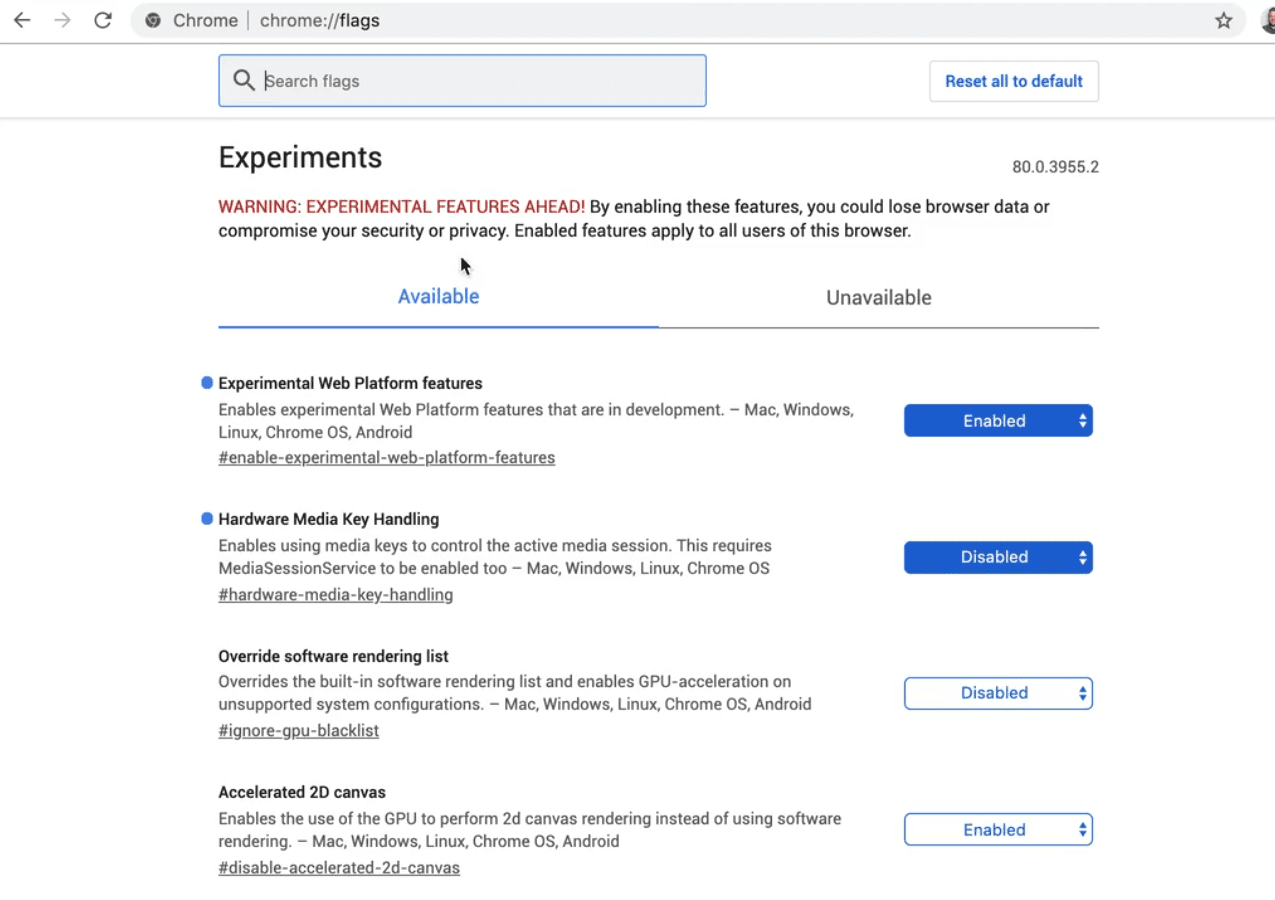 Chrome | chrome://flags
Search flags
Reset all to default
Experiments
80.0.3955.2
WARNING: EXPERIMENTAL FEATURES AHEAD! By enabling these features, you could lose browser data or
compromise your security or privacy. Enabled features apply to all users of this browser.
Available
Unavailable
Experimental Web Platform features
Enables experimental Web Platform features that are in development. – Mac, Windows,
Linux, Chrome OS, Android
#enable-experimental-web-platform-features
Enabled
Hardware Media Key Handling
Enables using media keys to control the active media session. This requires
MediaSessionService to be enabled too – Mac, Windows, Linux, Chrome OS
#hardware-media-key-handling
Disabled
Override software rendering list
Overrides the built-in software rendering list and enables GPU-acceleration on
unsupported system configurations. – Mac, Windows, Linux, Chrome OS, Android
#ignore-gpu-blacklist
Disabled
Accelerated 2D canvas
Enables the use of the GPU to perform 2d canvas rendering instead of using software
rendering. – Mac, Windows, Linux, Chrome OS, Android
#disable-accelerated-2d-canvas
Enabled